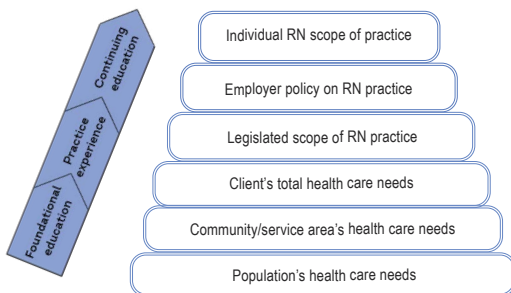 Continuing
education
Practice
experience
Foundational
education
Individual RN scope of practice
Employer policy on RN practice
Legislated scope of RN practice
Client's total health care needs
Community/service area's health care needs
Population's health care needs